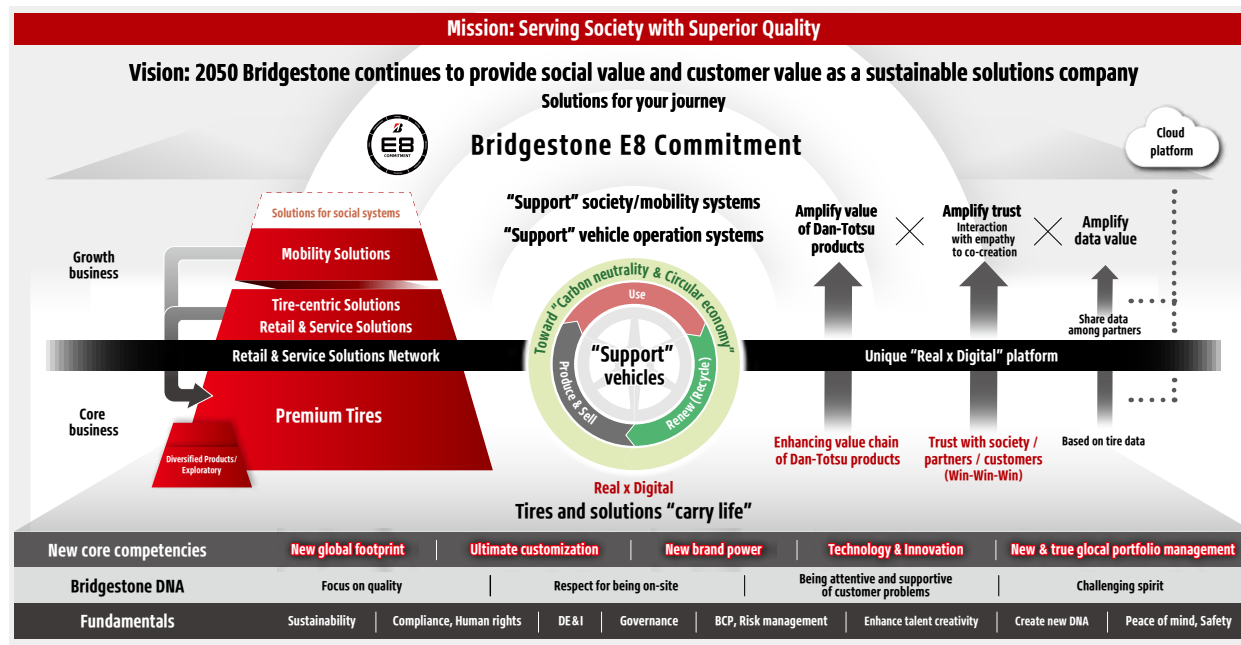 Mission: Serving Society with Superior Quality
Vision: 2050 Bridgestone continues to provide social value and customer value as a sustainable solutions company
Solutions for your journey
E8
COMMITMENT
Bridgestone E8 Commitment
Cloud
platform
Solutions for social systems
Mobility Solutions
Tire-centric Solutions
Retail & Service Solutions
Retail & Service Solutions Network
Premium Tires
Diversified Products/
Exploratory
Growth
business
Core
business
“Support” society/mobility systems
“Support” vehicle operation systems
Toward “Carbon neutrality & Circular economy”
Use
Produce & Sell
Renew (Recycle)
“Support”
vehicles
Real x Digital
Tires and solutions “carry life”
Amplify value
of Dan-Totsu
products
Amplify trust
Interaction
with empathy
to co-creation
Amplify
data value
Share data
among partners
Unique “Real x Digital” platform
Enhancing value chain
of Dan-Totsu products
Trust with society /
partners / customers
(Win-Win-Win)
Based on tire data
New core competencies
New global footprint
Ultimate customization
New brand power
Technology & Innovation
New & true glocal portfolio management
Bridgestone DNA
Focus on quality
Respect for being on-site
Being attentive and supportive
of customer problems
Challenging spirit
Fundamentals
Sustainability
Compliance, Human rights
DE&I
Governance
BCP, Risk management
Enhance talent creativity
Create new DNA
Peace of mind, Safety